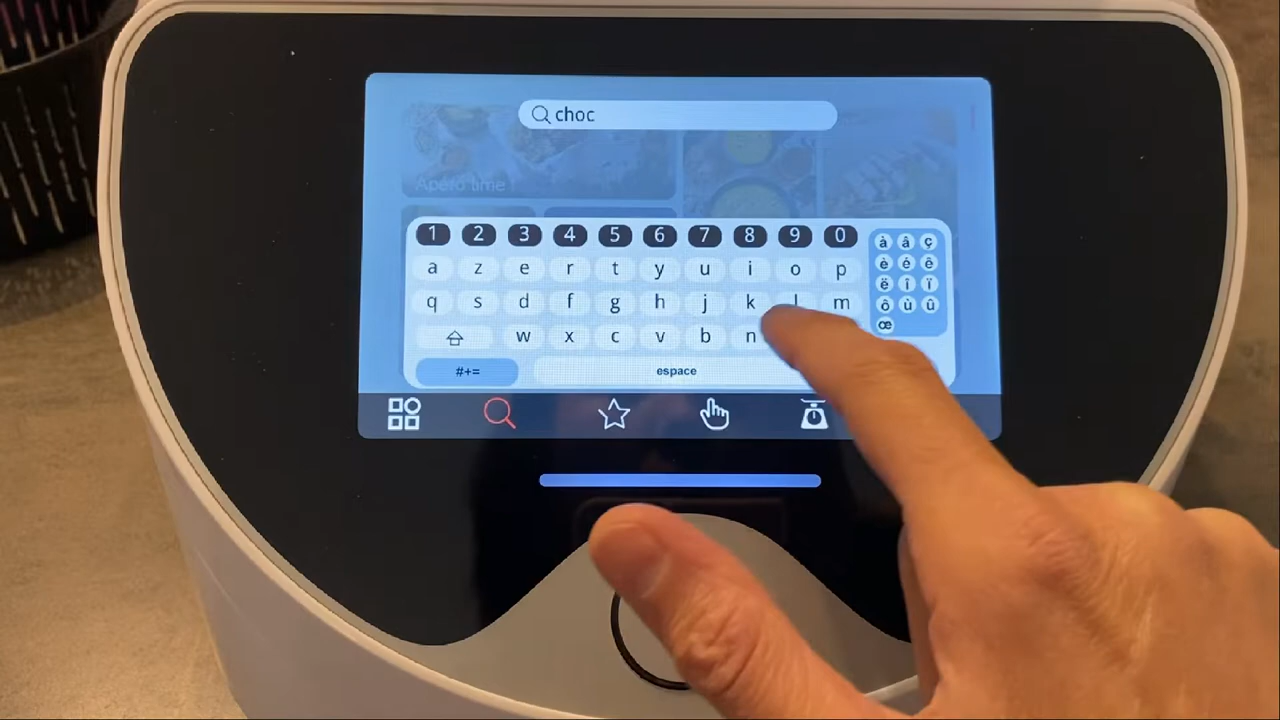 choc
Apéro time
1 2 3 4 5 6 7 8 9 0
à â ç
a z e r t y u i o p
è é ê
q s d f g h j k l m
ë î ï
ô ù û
w x c v b n
œ
#+= espace